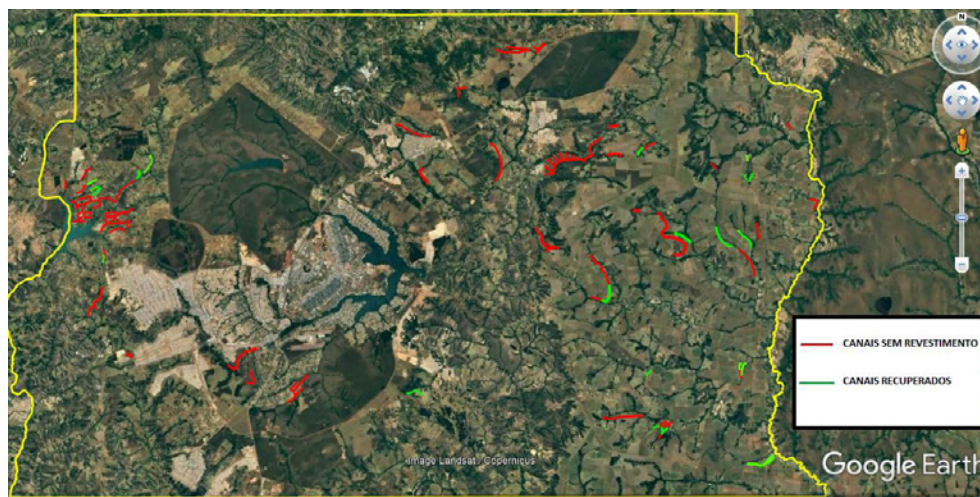 N
CANAIS SEM REVESTIMENTO
CANAIS RECUPERADOS
Image Landsat / Copernicus
Google Earth